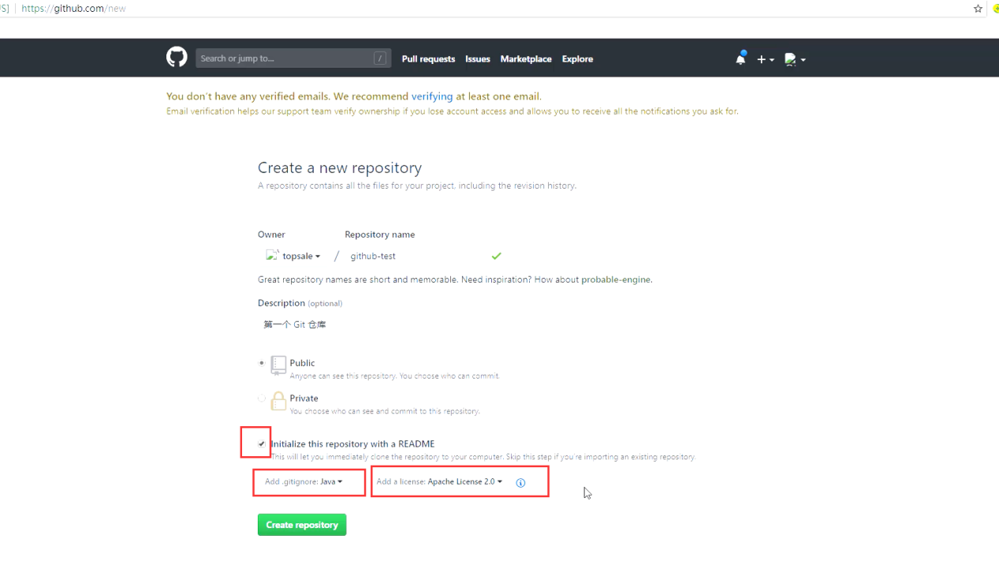 S] https://github.com/new
Search or jump to... / Pull requests Issues Marketplace Explore
You don't have any verified emails. We recommend verifying at least one email.
Email verification helps our support team verify ownership if you lose account access and allows you to receive all the notifications you ask for.
Create a new repository
A repository contains all the files for your project, including the revision history.
Owner Repository name
topsale / github-test
Great repository names are short and memorable. Need inspiration? How about probable-engine.
Description (optional)
第一个 Git 仓库
Public
Anyone can see this repository. You choose who can commit.
Private
You choose who can see and commit to this repository.
Initialize this repository with a README
This will let you immediately clone the repository to your computer. Skip this step if you're importing an existing repository.
Add .gitignore: Java Add a license: Apache License 2.0
Create repository